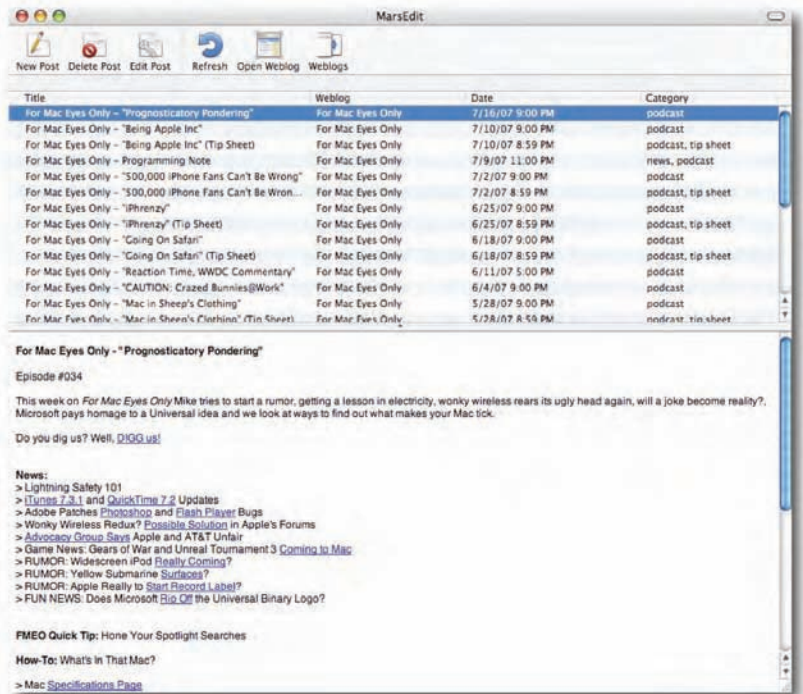 MarsEdit
New Post Delete Post Edit Post Refresh Open Weblog Weblogs
Title Weblog Date Category
For Mac Eyes Only - "Prognosticatory Pondering" For Mac Eyes Only 7/16/07 9:00 PM podcast
For Mac Eyes Only - "Being Apple Inc" For Mac Eyes Only 7/10/07 9:00 PM podcast
For Mac Eyes Only - "Being Apple Inc" (Tip Sheet) For Mac Eyes Only 7/10/07 8:59 PM podcast, tip sheet
For Mac Eyes Only - Programming Note For Mac Eyes Only 7/9/07 11:00 PM news, podcast
For Mac Eyes Only - "500,000 iPhone Fans Can't Be Wrong" For Mac Eyes Only 7/2/07 9:00 PM podcast
For Mac Eyes Only - "500,000 iPhone Fans Can't Be Wron... For Mac Eyes Only 7/2/07 8:59 PM podcast, tip sheet
For Mac Eyes Only - "iPhrenzy" For Mac Eyes Only 6/25/07 9:00 PM podcast
For Mac Eyes Only - "iPhrenzy" (Tip Sheet) For Mac Eyes Only 6/25/07 8:59 PM podcast, tip sheet
For Mac Eyes Only - "Going On Safari" For Mac Eyes Only 6/18/07 9:00 PM podcast
For Mac Eyes Only - "Going On Safari" (Tip Sheet) For Mac Eyes Only 6/18/07 8:59 PM podcast, tip sheet
For Mac Eyes Only - "Reaction Time, WWDC Commentary" For Mac Eyes Only 6/11/07 5:00 PM podcast
For Mac Eyes Only - "CAUTION: Crazed Bunnies@Work" For Mac Eyes Only 6/4/07 9:00 PM podcast
For Mac Eyes Only - "Mac in Sheep's Clothing" For Mac Eyes Only 5/28/07 9:00 PM podcast
For Mac Eyes Only - "Mac in Sheep's Clothing" (Tip Sheet) For Mac Eyes Only 5/28/07 8:59 PM podcast, tip sheet
For Mac Eyes Only - "Prognosticatory Pondering"
Episode #034
This week on For Mac Eyes Only Mike tries to start a rumor, getting a lesson in electricity, wonky wireless rears its ugly head again, will a joke become reality?,
Microsoft pays homage to a Universal idea and we look at ways to find out what makes your Mac tick.
Do you dig us? Well, DIGG us!
News:
> Lightning Safety 101
> iTunes 7.3.1 and QuickTime 7.2 Updates
> Adobe Patches Photoshop and Flash Player Bugs
> Wonky Wireless Redux? Possible Solution in Apple's Forums
> Advocacy Group Says Apple and AT&T Unfair
> Game News: Gears of War and Unreal Tournament 3 Coming to Mac
> RUMOR: Widescreen iPod Really Coming?
> RUMOR: Yellow Submarine Surfaces?
> RUMOR: Apple Really to Start Record Label?
> FUN NEWS: Does Microsoft Rip Off the Universal Binary Logo?
FMEO Quick Tip: Hone Your Spotlight Searches
How-To: What's In That Mac?
> Mac Specifications Page